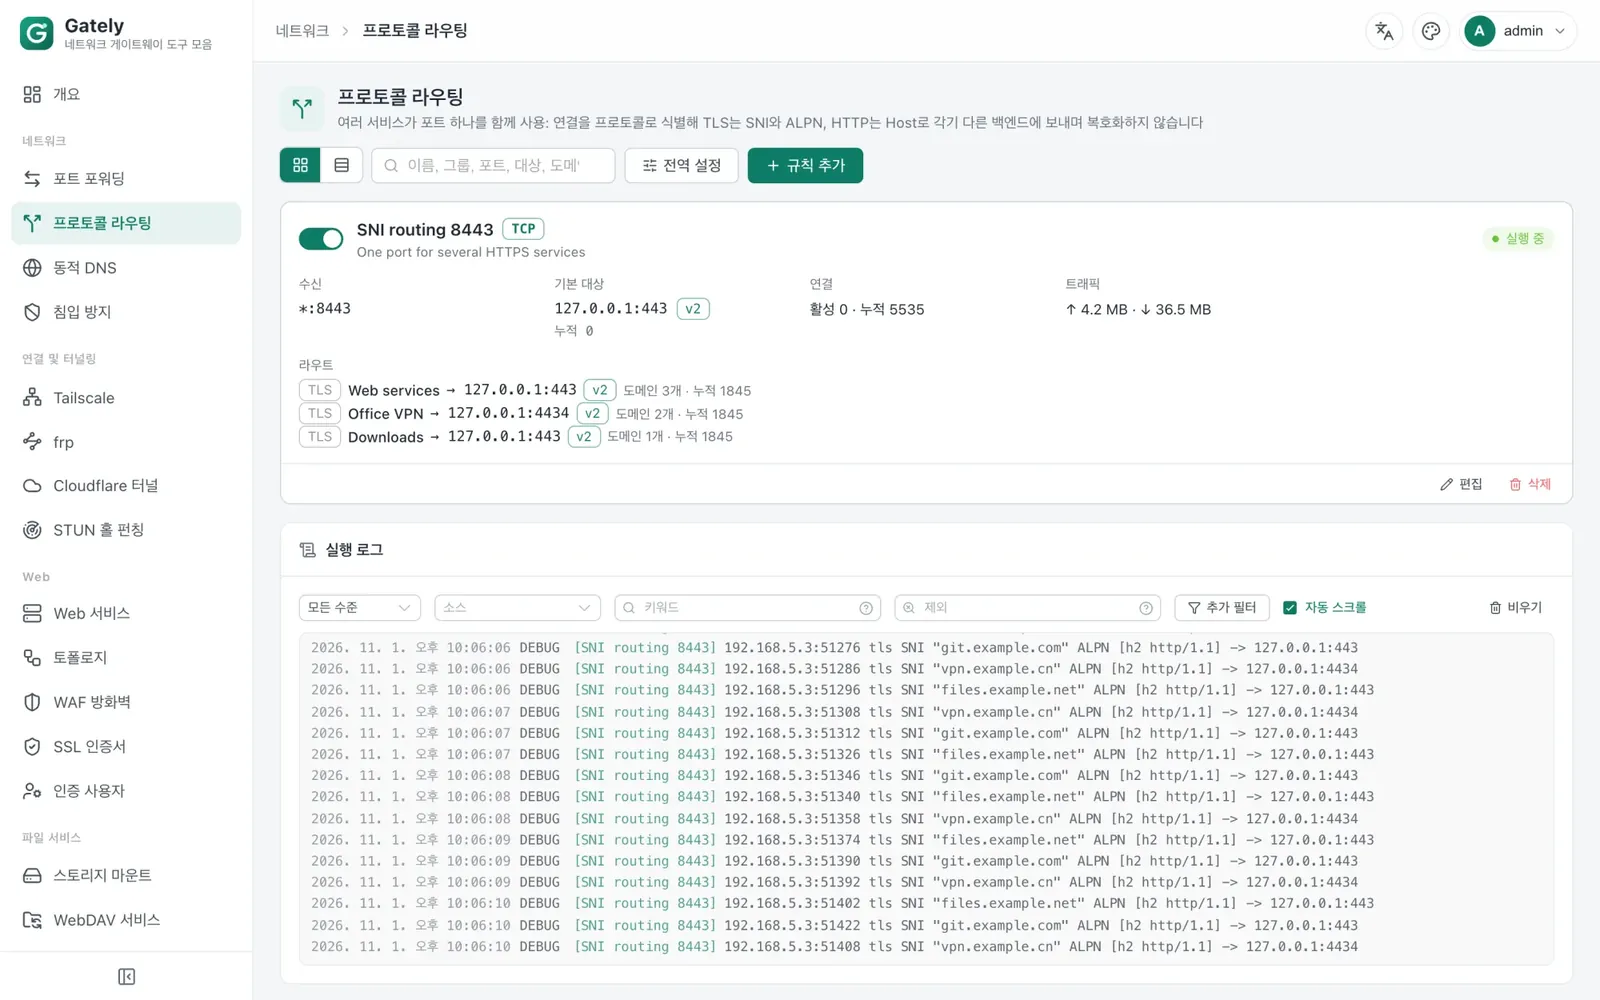 Gately
네트워크 게이트웨이 도구 모음
개요
네트워크
포트 포워딩
프로토콜 라우팅
동적 DNS
침입 방지
연결 및 터널링
Tailscale
frp
Cloudflare 터널
STUN 홀 펀칭
Web
Web 서비스
토폴로지
WAF 방화벽
SSL 인증서
인증 사용자
파일 서비스
스토리지 마운트
WebDAV 서비스
네트워크 > 프로토콜 라우팅
A admin
프로토콜 라우팅
여러 서비스가 포트 하나를 함께 사용: 연결을 프로토콜로 식별해 TLS는 SNI와 ALPN, HTTP는 Host로 각기 다른 백엔드에 보내며 복호화하지 않습니다
이름, 그룹, 포트, 대상, 도메 전역 설정 + 규칙 추가
SNI routing 8443 TCP
실행 중
One port for several HTTPS services
수신 기본 대상 연결 트래픽
*:8443 127.0.0.1:443 v2 활성 0 · 누적 5535 ↑ 4.2 MB · ↓ 36.5 MB
누적 0
라우트
TLS Web services → 127.0.0.1:443 v2 도메인 3개 · 누적 1845
TLS Office VPN → 127.0.0.1:4434 v2 도메인 2개 · 누적 1845
TLS Downloads → 127.0.0.1:443 v2 도메인 1개 · 누적 1845
편집 삭제
실행 로그
모든 수준 소스 키워드 제외 추가 필터 자동 스크롤 비우기
2026. 11. 1. 오후 10:06:06 DEBUG [SNI routing 8443] 192.168.5.3:51276 tls SNI "git.example.com" ALPN [h2 http/1.1] -> 127.0.0.1:443
2026. 11. 1. 오후 10:06:06 DEBUG [SNI routing 8443] 192.168.5.3:51286 tls SNI "vpn.example.cn" ALPN [h2 http/1.1] -> 127.0.0.1:4434
2026. 11. 1. 오후 10:06:06 DEBUG [SNI routing 8443] 192.168.5.3:51296 tls SNI "files.example.net" ALPN [h2 http/1.1] -> 127.0.0.1:443
2026. 11. 1. 오후 10:06:07 DEBUG [SNI routing 8443] 192.168.5.3:51308 tls SNI "vpn.example.cn" ALPN [h2 http/1.1] -> 127.0.0.1:4434
2026. 11. 1. 오후 10:06:07 DEBUG [SNI routing 8443] 192.168.5.3:51312 tls SNI "git.example.com" ALPN [h2 http/1.1] -> 127.0.0.1:443
2026. 11. 1. 오후 10:06:07 DEBUG [SNI routing 8443] 192.168.5.3:51326 tls SNI "files.example.net" ALPN [h2 http/1.1] -> 127.0.0.1:443
2026. 11. 1. 오후 10:06:08 DEBUG [SNI routing 8443] 192.168.5.3:51346 tls SNI "git.example.com" ALPN [h2 http/1.1] -> 127.0.0.1:443
2026. 11. 1. 오후 10:06:08 DEBUG [SNI routing 8443] 192.168.5.3:51340 tls SNI "files.example.net" ALPN [h2 http/1.1] -> 127.0.0.1:443
2026. 11. 1. 오후 10:06:08 DEBUG [SNI routing 8443] 192.168.5.3:51358 tls SNI "vpn.example.cn" ALPN [h2 http/1.1] -> 127.0.0.1:4434
2026. 11. 1. 오후 10:06:09 DEBUG [SNI routing 8443] 192.168.5.3:51374 tls SNI "files.example.net" ALPN [h2 http/1.1] -> 127.0.0.1:443
2026. 11. 1. 오후 10:06:09 DEBUG [SNI routing 8443] 192.168.5.3:51390 tls SNI "git.example.com" ALPN [h2 http/1.1] -> 127.0.0.1:443
2026. 11. 1. 오후 10:06:09 DEBUG [SNI routing 8443] 192.168.5.3:51392 tls SNI "vpn.example.cn" ALPN [h2 http/1.1] -> 127.0.0.1:4434
2026. 11. 1. 오후 10:06:10 DEBUG [SNI routing 8443] 192.168.5.3:51402 tls SNI "files.example.net" ALPN [h2 http/1.1] -> 127.0.0.1:443
2026. 11. 1. 오후 10:06:10 DEBUG [SNI routing 8443] 192.168.5.3:51422 tls SNI "git.example.com" ALPN [h2 http/1.1] -> 127.0.0.1:443
2026. 11. 1. 오후 10:06:10 DEBUG [SNI routing 8443] 192.168.5.3:51408 tls SNI "vpn.example.cn" ALPN [h2 http/1.1] -> 127.0.0.1:4434